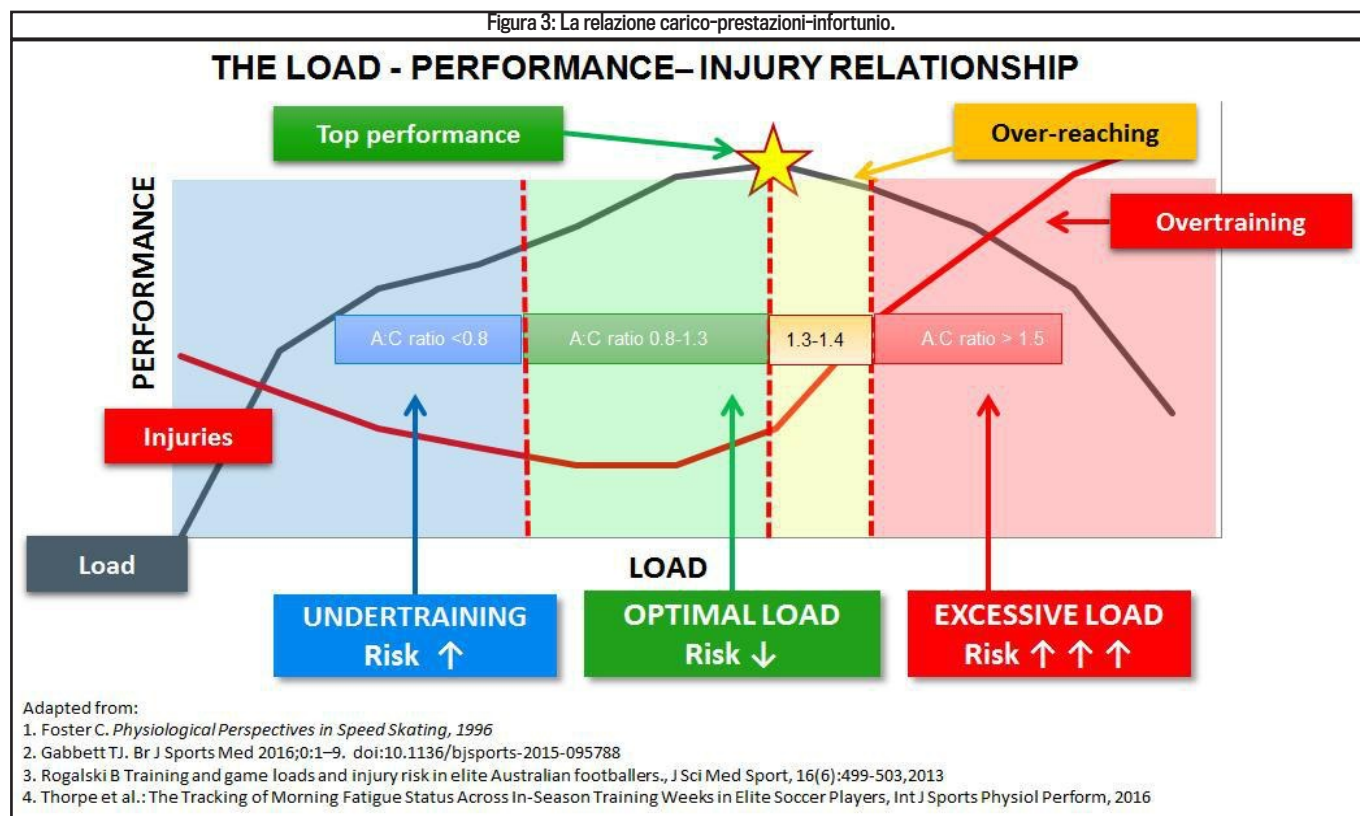 Figura 3: La relazione carico-prestazioni-infortunio.
THE LOAD - PERFORMANCE– INJURY RELATIONSHIP
Top performance
Over-reaching
PERFORMANCE
Overtraining
A:C ratio <0.8
A:C ratio 0.8-1.3
1.3-1.4
A:C ratio > 1.5
Injuries
Load
LOAD
UNDERTRAINING
Risk ↑
OPTIMAL LOAD
Risk ↓
EXCESSIVE LOAD
Risk ↑ ↑ ↑
Adapted from:
1. Foster C. Physiological Perspectives in Speed Skating, 1996
2. Gabbett TJ. Br J Sports Med 2016;0:1–9. doi:10.1136/bjsports-2015-095788
3. Rogalski B Training and game loads and injury risk in elite Australian footballers., J Sci Med Sport, 16(6):499-503,2013
4. Thorpe et al.: The Tracking of Morning Fatigue Status Across In-Season Training Weeks in Elite Soccer Players, Int J Sports Physiol Perform, 2016